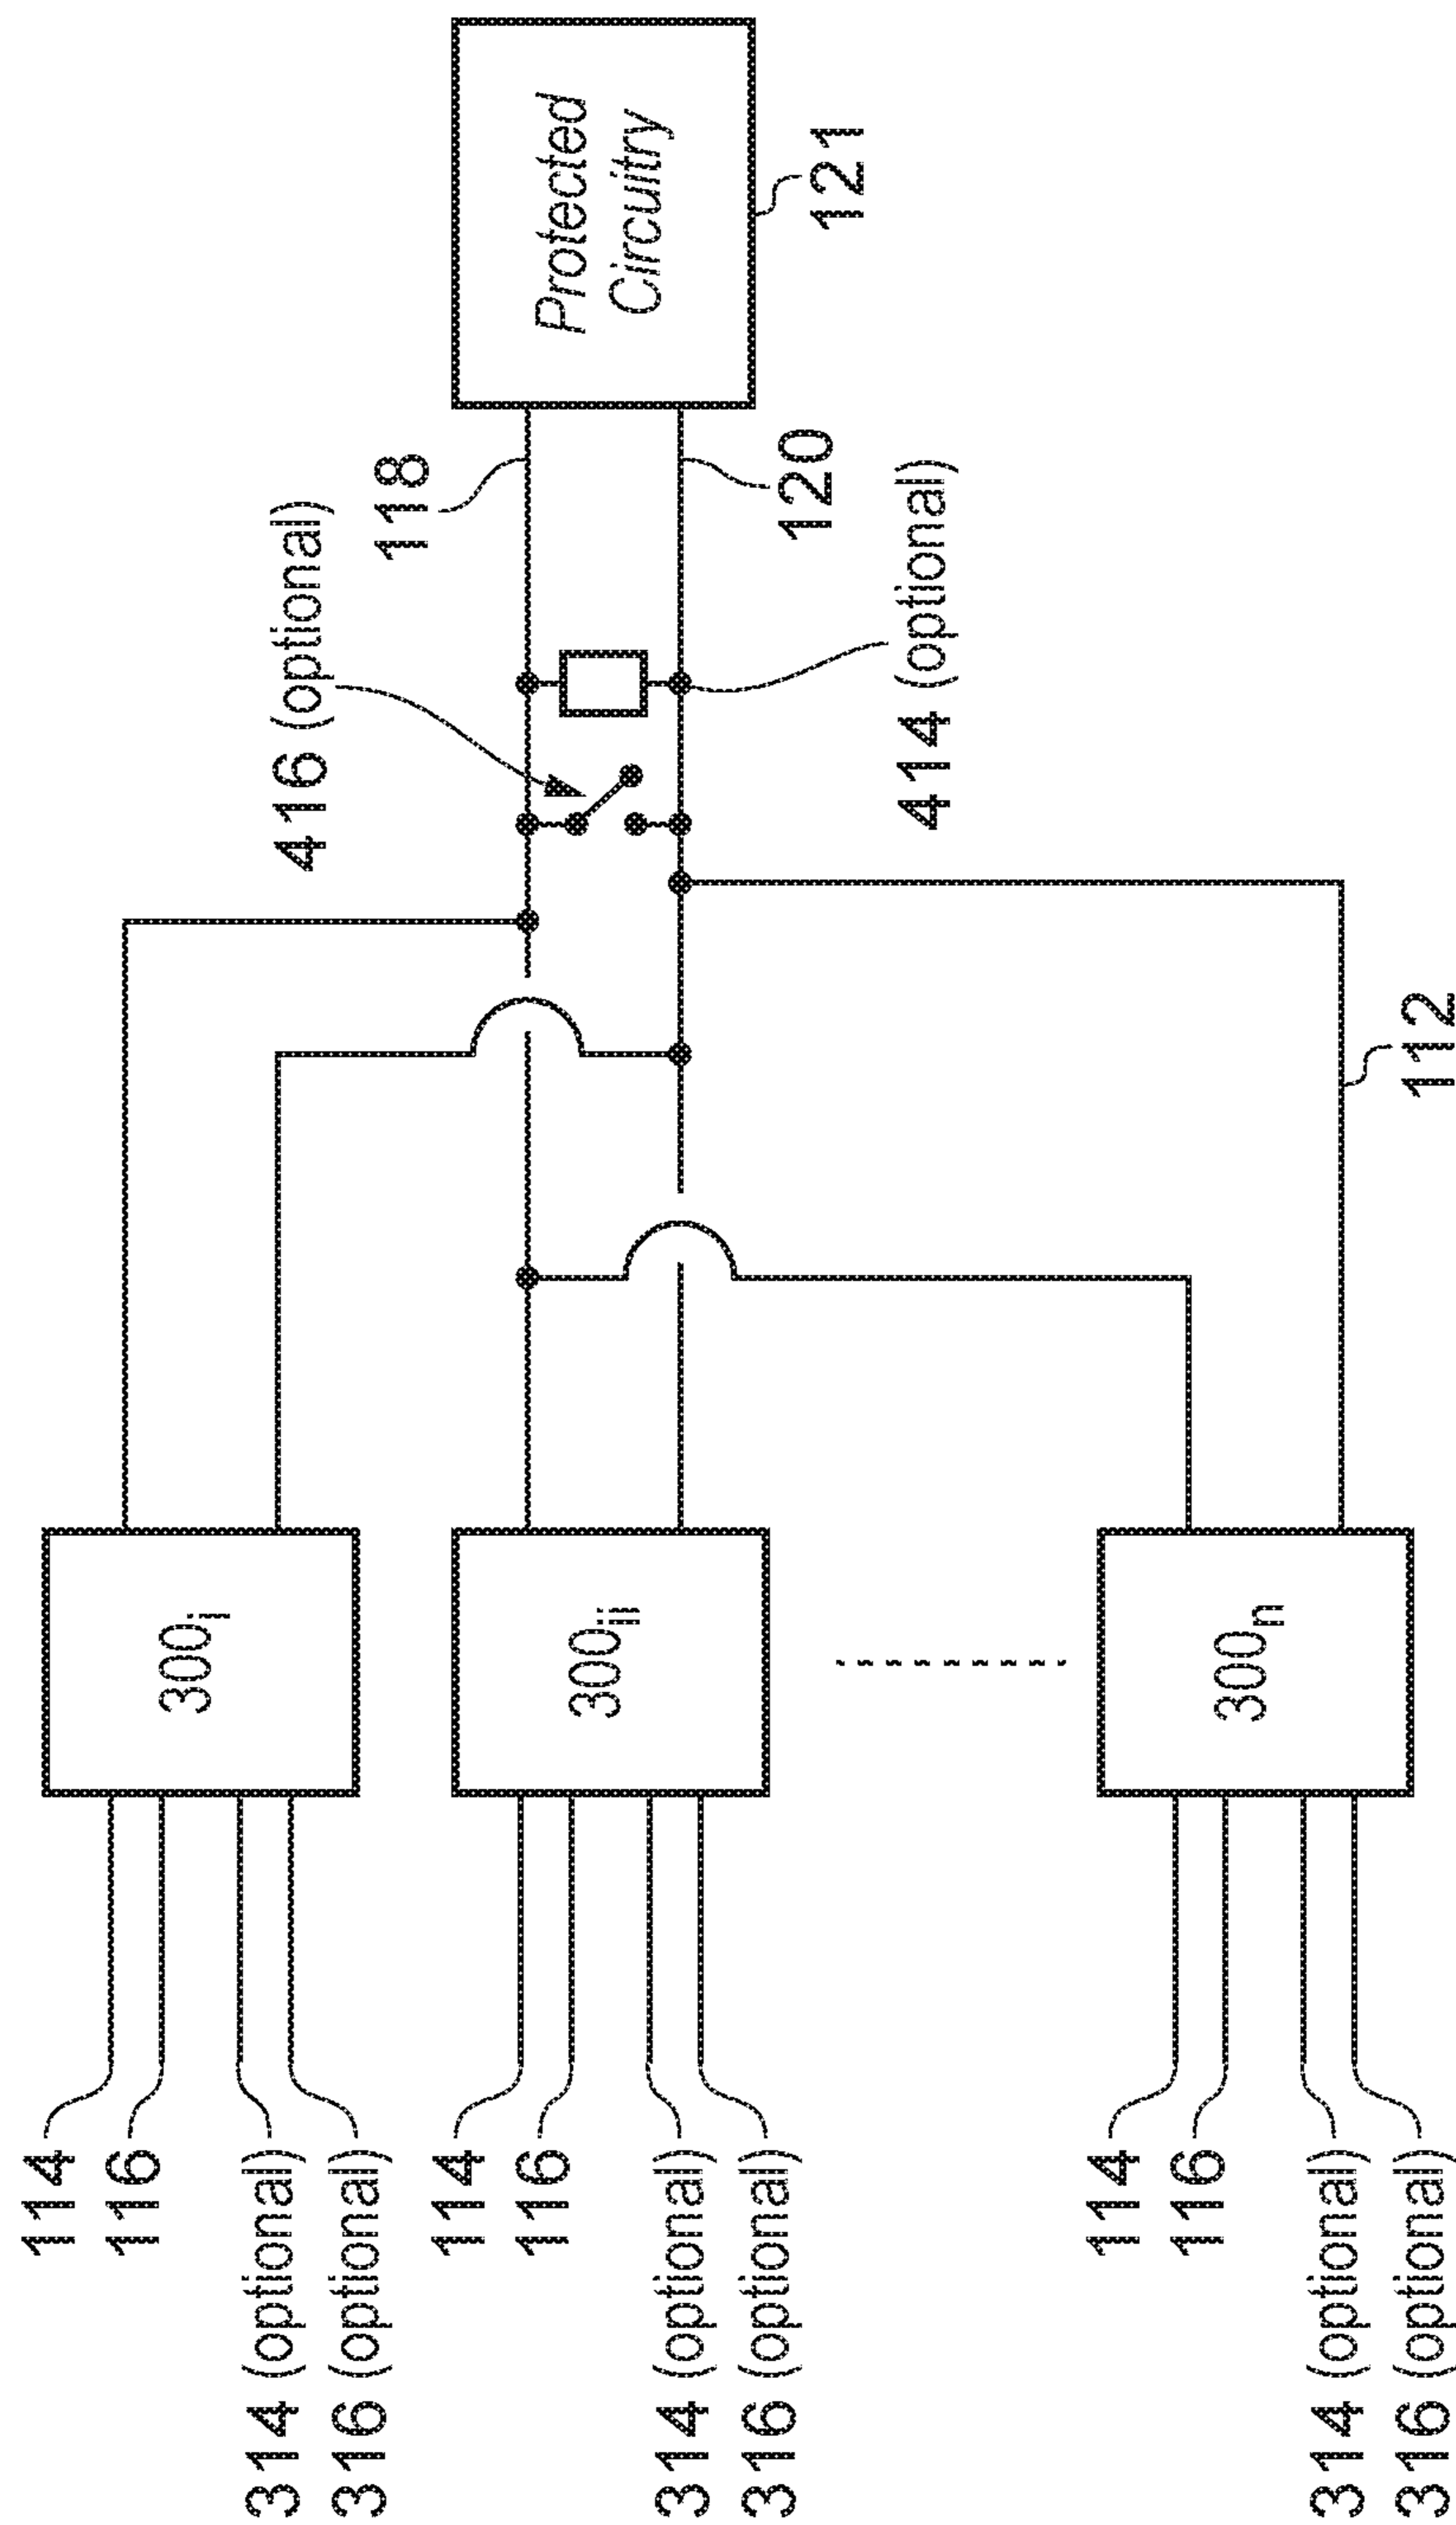 114
116
314 (optional)
316 (optional)
300i
114
116
314 (optional)
316 (optional)
300ii
114
116
314 (optional)
316 (optional)
300n
112
416 (optional)
118
120
414 (optional)
Protected
Circuitry
121